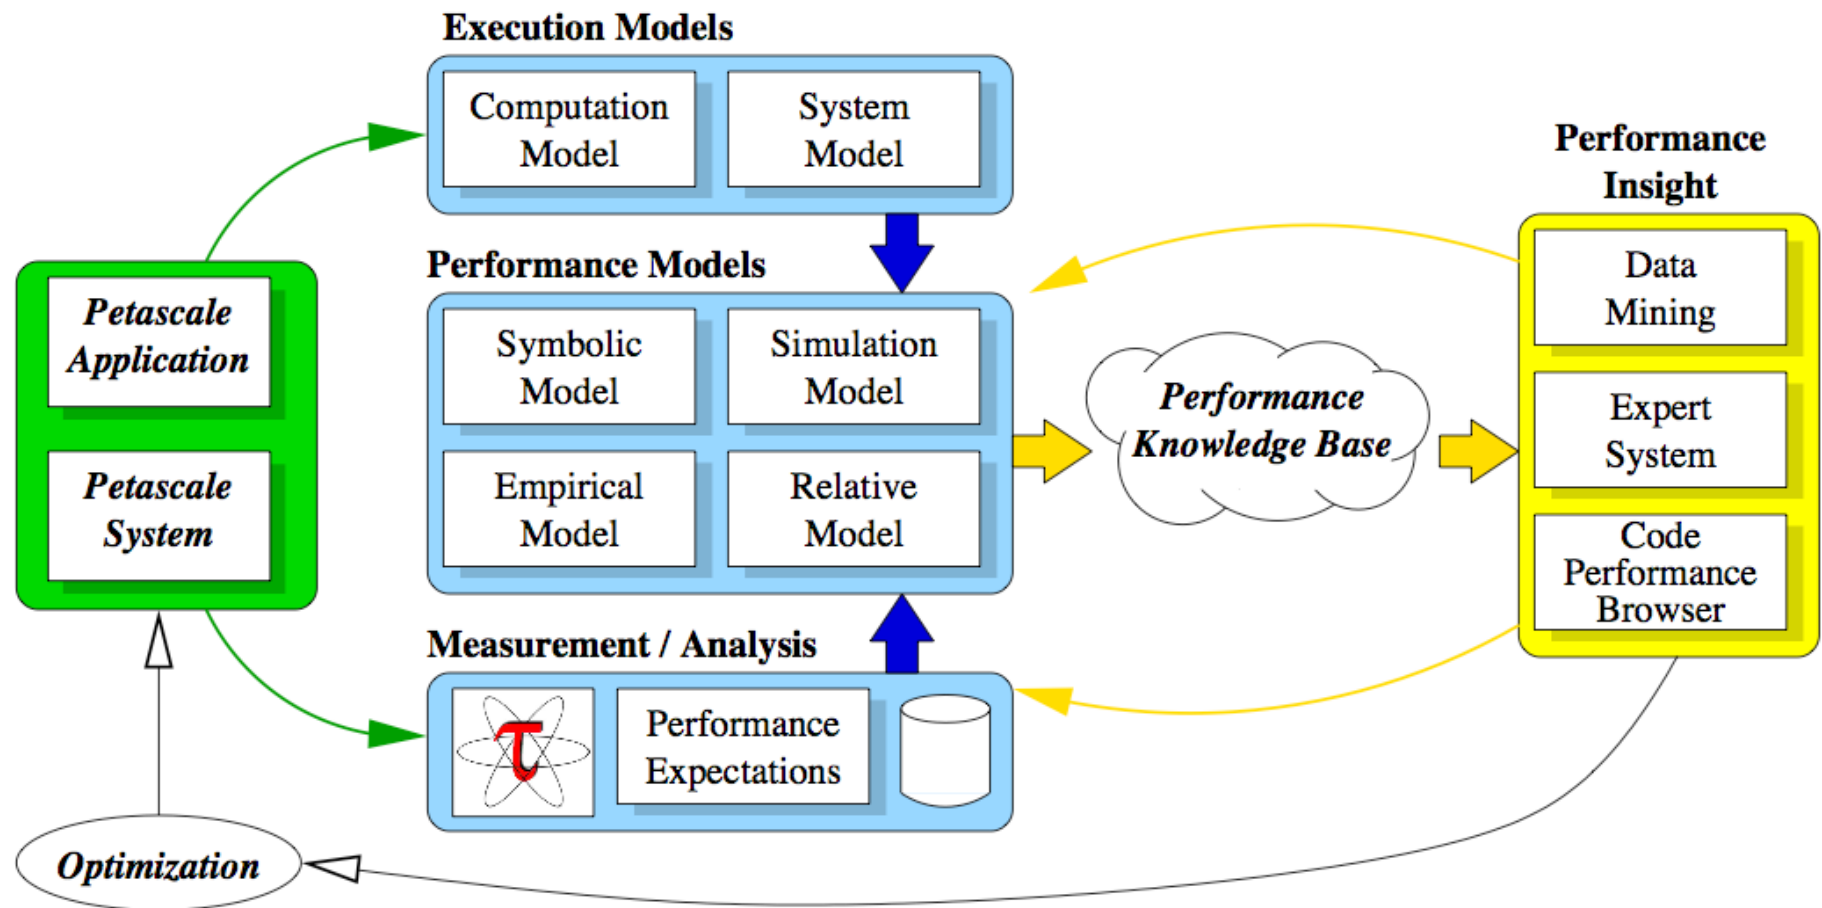 Execution Models
Computation
Model
System
Model
Performance
Insight
Performance Models
Petascale
Application
Petascale
System
Symbolic
Model
Simulation
Model
Empirical
Model
Relative
Model
Performance
Knowledge Base
Data
Mining
Expert
System
Code
Performance
Browser
Measurement / Analysis
τ
Performance
Expectations
Optimization